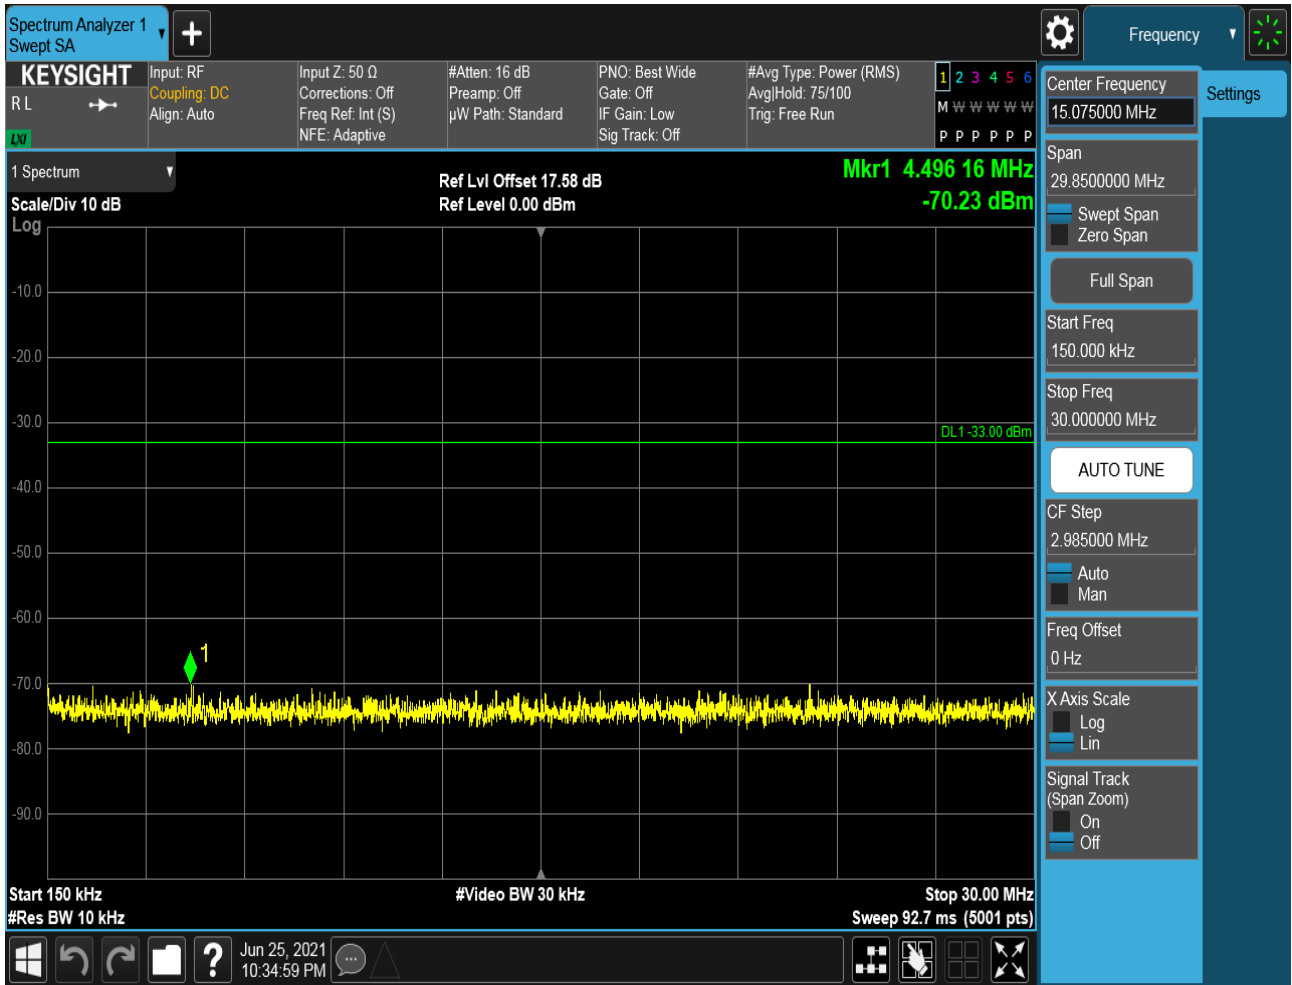 Spectrum Analyzer 1
Swept SA
Frequency
KEYSIGHT
R L
LXI
Input: RF
Coupling: DC
Align: Auto
Input Z: 50 Ω
Corrections: Off
Freq Ref: Int (S)
NFE: Adaptive
#Atten: 16 dB
Preamp: Off
µW Path: Standard
PNO: Best Wide
Gate: Off
IF Gain: Low
Sig Track: Off
#Avg Type: Power (RMS)
Avg|Hold: 75/100
Trig: Free Run
1 2 3 4 5 6
M W W W W W
P P P P P P
1 Spectrum
Scale/Div 10 dB
Log
Ref Lvl Offset 17.58 dB
Ref Level 0.00 dBm
Mkr1 4.496 16 MHz
-70.23 dBm
-10.0
-20.0
-30.0
DL1 -33.00 dBm
-40.0
-50.0
-60.0
1
-70.0
-80.0
-90.0
Start 150 kHz
#Video BW 30 kHz
Stop 30.00 MHz
#Res BW 10 kHz
Sweep 92.7 ms (5001 pts)
?
Jun 25, 2021
10:34:59 PM
Center Frequency
15.075000 MHz
Settings
Span
29.8500000 MHz
Swept Span
Zero Span
Full Span
Start Freq
150.000 kHz
Stop Freq
30.000000 MHz
AUTO TUNE
CF Step
2.985000 MHz
Auto
Man
Freq Offset
0 Hz
X Axis Scale
Log
Lin
Signal Track
(Span Zoom)
On
Off